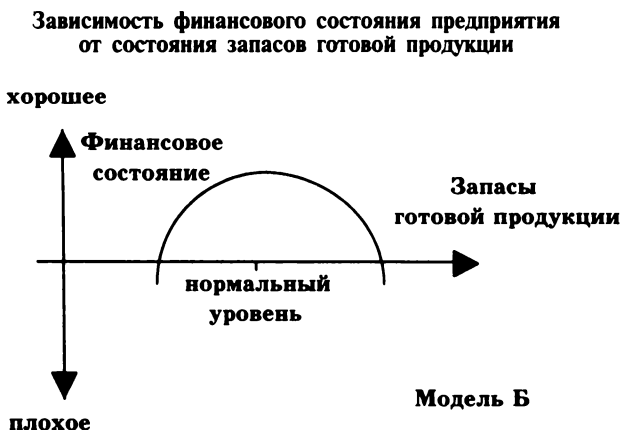 Зависимость финансового состояния предприятия
от состояния запасов готовой продукции
хорошее
Финансовое
состояние
Запасы
готовой продукции
нормальный
уровень
Модель Б
плохое